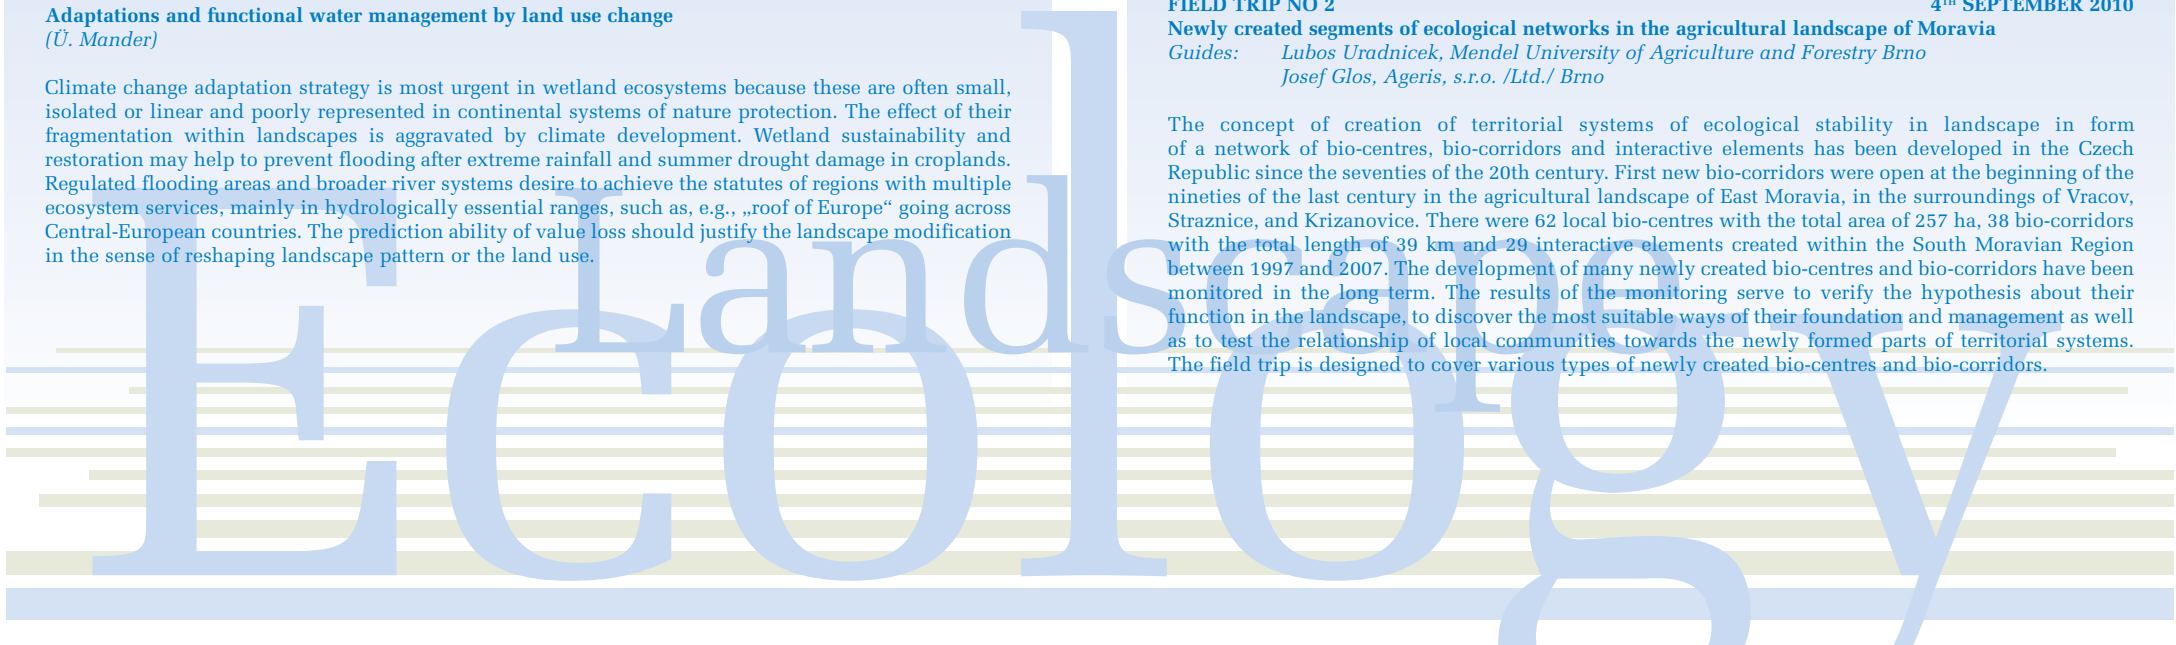 Adaptations and functional water management by land use change
(Ü. Mander)
Climate change adaptation strategy is most urgent in wetland ecosystems because these are often small,
isolated or linear and poorly represented in continental systems of nature protection. The effect of their
fragmentation within landscapes is aggravated by climate development. Wetland sustainability and
restoration may help to prevent flooding after extreme rainfall and summer drought damage in croplands.
Regulated flooding areas and broader river systems desire to achieve the statutes of regions with multiple
ecosystem services, mainly in hydrologically essential ranges, such as, e.g., „roof of Europe“ going across
Central-European countries. The prediction ability of value loss should justify the landscape modification
in the sense of reshaping landscape pattern or the land use.
FIELD TRIP NO 2 4TH SEPTEMBER 2010
Newly created segments of ecological networks in the agricultural landscape of Moravia
Guides: Lubos Uradnicek, Mendel University of Agriculture and Forestry Brno
Josef Glos, Ageris, s.r.o. /Ltd./ Brno
The concept of creation of territorial systems of ecological stability in landscape in form
of a network of bio-centres, bio-corridors and interactive elements has been developed in the Czech
Republic since the seventies of the 20th century. First new bio-corridors were open at the beginning of the
nineties of the last century in the agricultural landscape of East Moravia, in the surroundings of Vracov,
Straznice, and Krizanovice. There were 62 local bio-centres with the total area of 257 ha, 38 bio-corridors
with the total length of 39 km and 29 interactive elements created within the South Moravian Region
between 1997 and 2007. The development of many newly created bio-centres and bio-corridors have been
monitored in the long term. The results of the monitoring serve to verify the hypothesis about their
function in the landscape, to discover the most suitable ways of their foundation and management as well
as to test the relationship of local communities towards the newly formed parts of territorial systems.
The field trip is designed to cover various types of newly created bio-centres and bio-corridors.
Landscape
Ecology